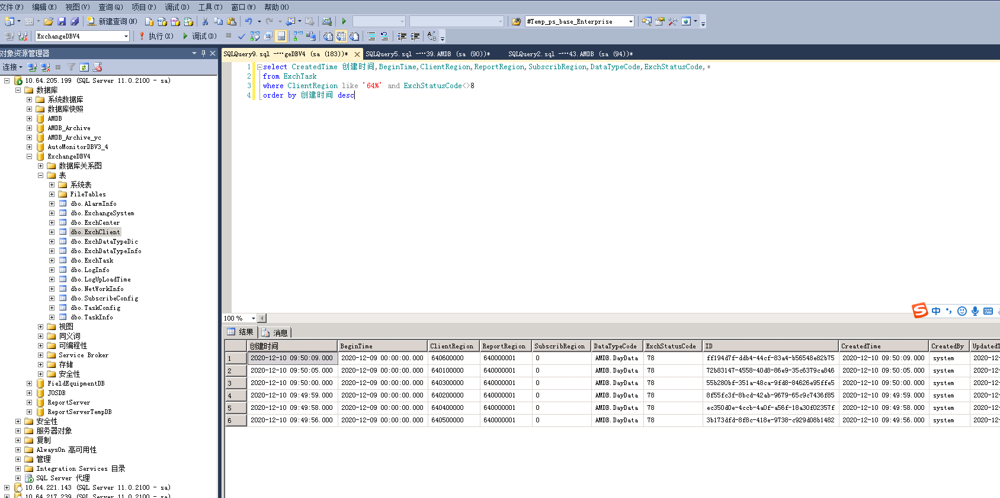 文件(F) 编辑(E) 视图(V) 查询(Q) 项目(P) 调试(D) 工具(T) 窗口(W) 帮助(H)
新建查询(N) #Temp_ps_base_Enterprise
ExchangeDBV4 执行(X) 调试(D)
对象资源管理器
连接
10.64.205.199 (SQL Server 11.0.2100 - sa)
数据库
系统数据库
数据库快照
AMDB
AMDB_Archive
AMDB_Archive_yc
AutoMonitorDBV3_4
ExchangeDBV4
数据库关系图
表
系统表
FileTables
dbo.AlarmInfo
dbo.ExchangeSystem
dbo.ExchCenter
dbo.ExchClient
dbo.ExchDataTypeDic
dbo.ExchDataTypeInfo
dbo.ExchTask
dbo.LogInfo
dbo.LogUpLoadTime
dbo.NetWorkInfo
dbo.SubscribeConfig
dbo.TaskConfig
dbo.TaskInfo
视图
同义词
可编程性
Service Broker
存储
安全性
FieldEquipmentDB
JOSDB
ReportServer
ReportServerTempDB
安全性
服务器对象
复制
AlwaysOn 高可用性
管理
Integration Services 目录
SQL Server 代理
10.64.221.143 (SQL Server 11.0.2100 - sa)
10.64.217.239 (SQL Server 11.0.2100 - sa)
SQLQuery9.sql -···geDBV4 (sa (183))* SQLQuery5.sql -···39.AMDB (sa (90))* SQLQuery2.sql -···43.AMDB (sa (94))*
1 select CreatedTime 创建时间,BeginTime,ClientRegion,ReportRegion,SubscribRegion,DataTypeCode,ExchStatusCode,*
2 from ExchTask
3 where ClientRegion like '64%' and ExchStatusCode<>8
4 order by 创建时间 desc
S 中
100 %
结果 消息
创建时间 BeginTime ClientRegion ReportRegion SubscribRegion DataTypeCode ExchStatusCode ID CreatedTime CreatedBy UpdatedT
1 2020-12-10 09:50:09.000 2020-12-09 00:00:00.000 640600000 640000001 0 AMDB.DayData 78 ff194d7f-ddb4-44cf-83a4-b56548e82b75 2020-12-10 09:50:09.000 system 2020-12-
2 2020-12-10 09:50:05.000 2020-12-09 00:00:00.000 640100000 640000001 0 AMDB.DayData 78 72b83147-4558-40d8-86e9-35c6379ca846 2020-12-10 09:50:05.000 system 2020-12-
3 2020-12-10 09:50:00.000 2020-12-09 00:00:00.000 640300000 640000001 0 AMDB.DayData 78 55b280bf-351a-48ca-9fd8-84626e95ffe5 2020-12-10 09:50:00.000 system 2020-12-
4 2020-12-10 09:49:59.000 2020-12-09 00:00:00.000 640200000 640000001 0 AMDB.DayData 78 8f55fc3f-8bcd-42ab-9679-65c9c7436f85 2020-12-10 09:49:59.000 system 2020-12-
5 2020-12-10 09:49:58.000 2020-12-09 00:00:00.000 640400000 640000001 0 AMDB.DayData 78 ec350d0e-4ccb-4a0f-a56f-18a30f02357f 2020-12-10 09:49:58.000 system 2020-12-
6 2020-12-10 09:49:56.000 2020-12-09 00:00:00.000 640500000 640000001 0 AMDB.DayData 78 3b173dfd-8f8c-418e-9738-c929d08b1482 2020-12-10 09:49:56.000 system 2020-12-